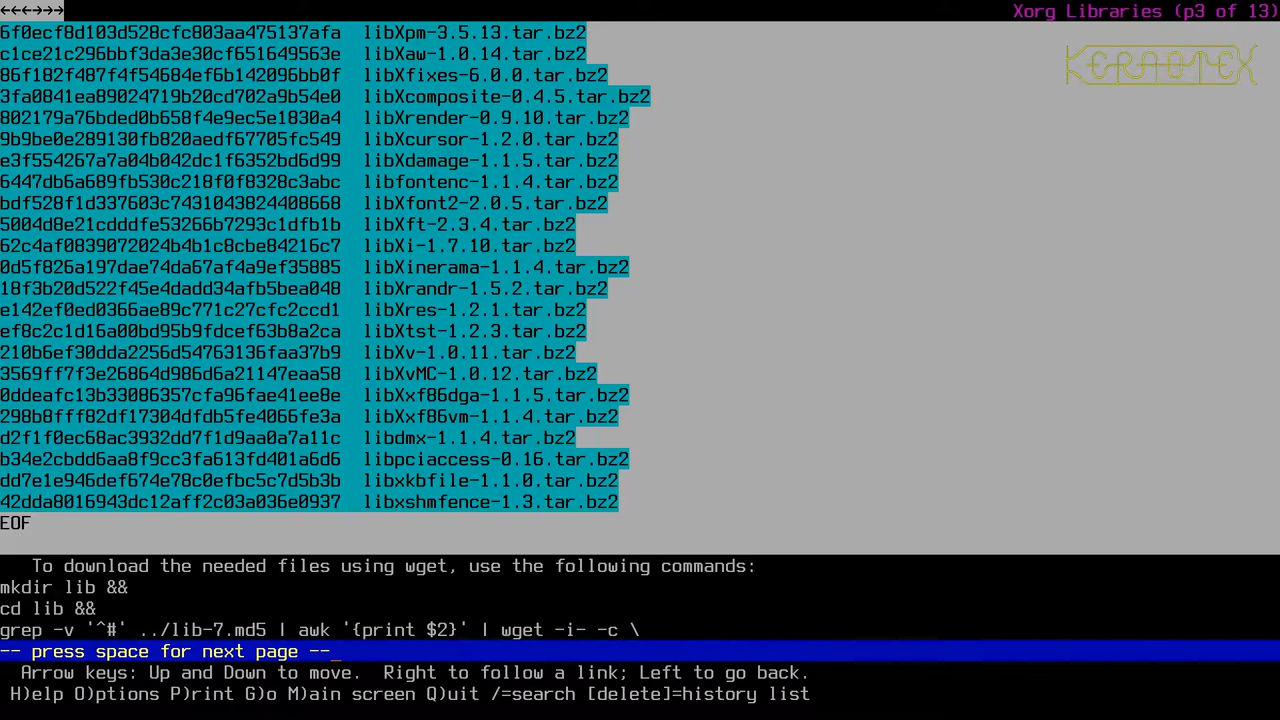 ←←←→→→
Xorg Libraries (p3 of 13)
KERAOTEX
6f0ecf8d103d528cfc803aa475137afa  libXpm-3.5.13.tar.bz2
c1ce21c296bbf3da3e30cf651649563e  libXaw-1.0.14.tar.bz2
86f182f487f4f54684ef6b142096bb0f  libXfixes-6.0.0.tar.bz2
3fa0841ea89024719b20cd702a9b54e0  libXcomposite-0.4.5.tar.bz2
802179a76bded0b658f4e9ec5e1830a4  libXrender-0.9.10.tar.bz2
9b9be0e289130fb820aedf67705fc549  libXcursor-1.2.0.tar.bz2
e3f554267a7a04b042dc1f6352bd6d99  libXdamage-1.1.5.tar.bz2
6447db6a689fb530c218f0f8328c3abc  libfontenc-1.1.4.tar.bz2
bdf528f1d337603c7431043824408668  libXfont2-2.0.5.tar.bz2
5004d8e21cdddfe53266b7293c1dfb1b  libXft-2.3.4.tar.bz2
62c4af0839072024b4b1c8cbe84216c7  libXi-1.7.10.tar.bz2
0d5f826a197dae74da67af4a9ef35885  libXinerama-1.1.4.tar.bz2
18f3b20d522f45e4dadd34afb5bea048  libXrandr-1.5.2.tar.bz2
e142ef0ed0366ae89c771c27cfc2ccd1  libXres-1.2.1.tar.bz2
ef8c2c1d16a00bd95b9fdcef63b8a2ca  libXtst-1.2.3.tar.bz2
210b6ef30dda2256d54763136faa37b9  libXv-1.0.11.tar.bz2
3569ff7f3e26864d986d6a21147eaa58  libXvMC-1.0.12.tar.bz2
0ddeafc13b33086357cfa96fae41ee8e  libXxf86dga-1.1.5.tar.bz2
298b8fff82df17304dfdb5fe4066fe3a  libXxf86vm-1.1.4.tar.bz2
d2f1f0ec68ac3932dd7f1d9aa0a7a11c  libdmx-1.1.4.tar.bz2
b34e2cbdd6aa8f9cc3fa613fd401a6d6  libpciaccess-0.16.tar.bz2
dd7e1e946def674e78c0efbc5c7d5b3b  libxkbfile-1.1.0.tar.bz2
42dda8016943dc12aff2c03a036e0937  libxshmfence-1.3.tar.bz2
EOF
To download the needed files using wget, use the following commands:
mkdir lib &&
cd lib &&
grep -v '^#' ../lib-7.md5 | awk '{print $2}' | wget -i- -c \
-- press space for next page --
Arrow keys: Up and Down to move.  Right to follow a link; Left to go back.
H)elp O)ptions P)rint G)o M)ain screen Q)uit /=search [delete]=history list